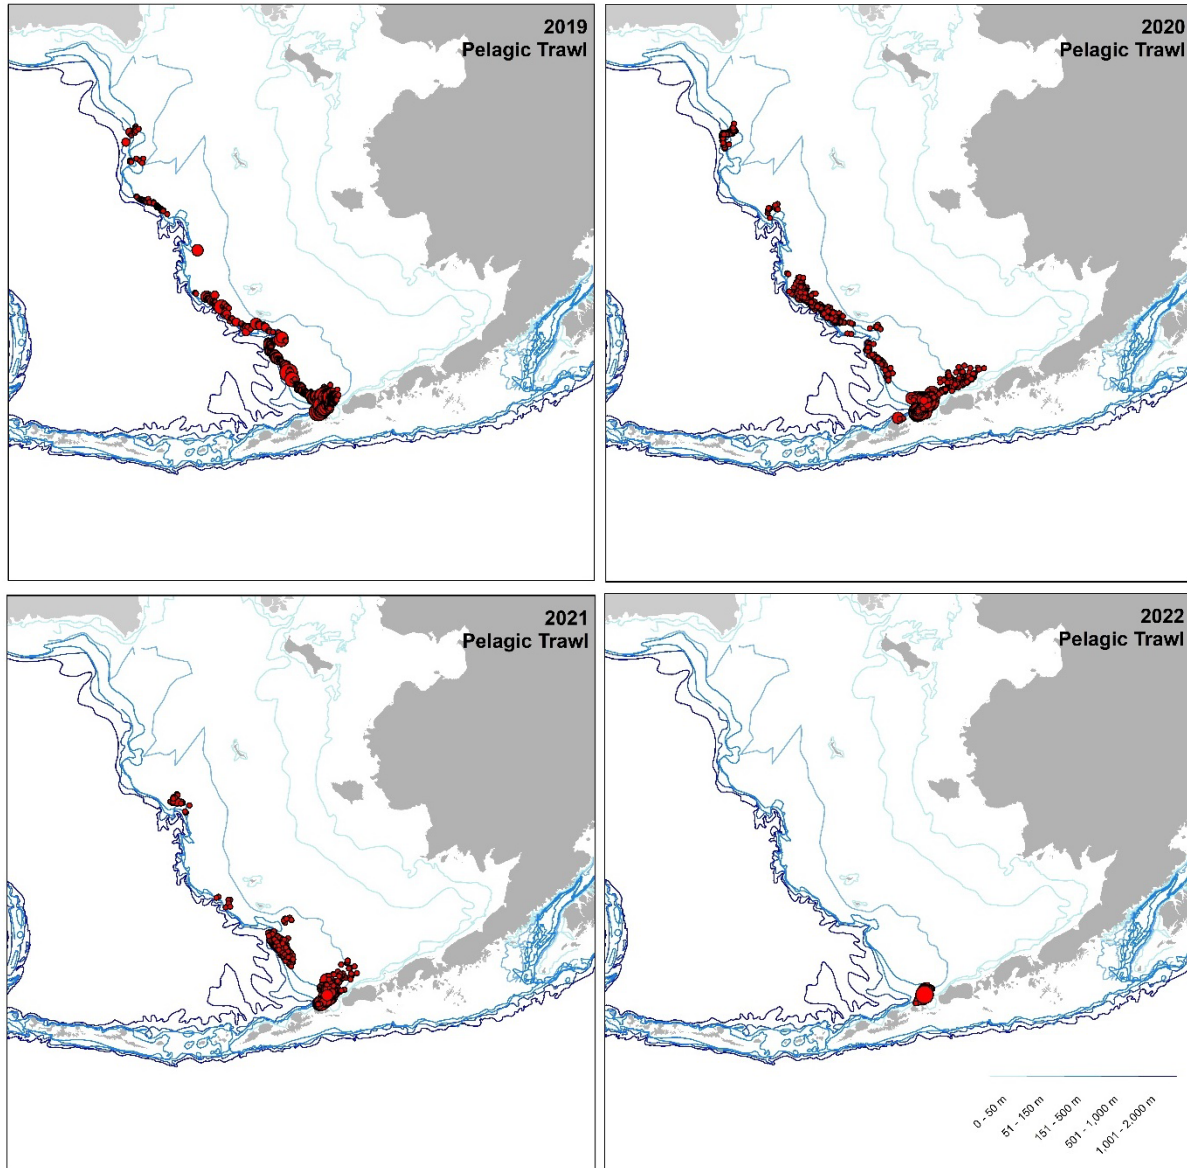 2019
Pelagic Trawl
2020
Pelagic Trawl
2021
Pelagic Trawl
2022
Pelagic Trawl
0 - 50 m
51 - 150 m
151 - 500 m
501 - 1,000 m
1,001 - 2,000 m